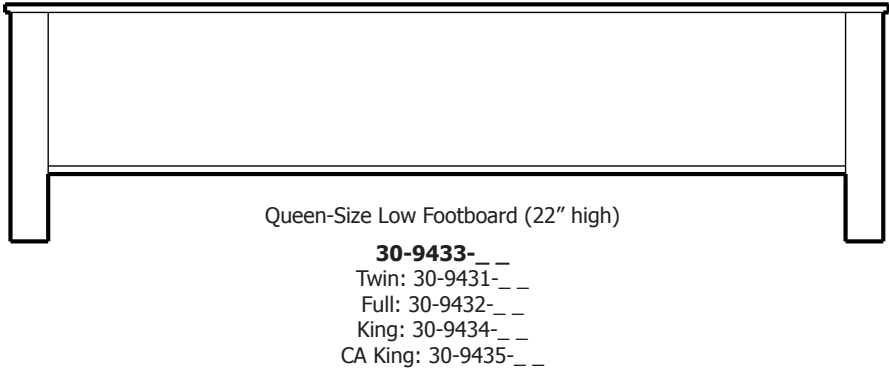 Queen-Size Low Footboard (22” high)
30-9433-_ _
Twin: 30-9431-_ _
Full: 30-9432-_ _
King: 30-9434-_ _
CA King: 30-9435-_ _